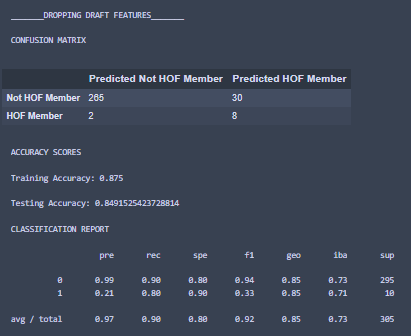 _______DROPPING DRAFT FEATURES_______
CONFUSION MATRIX
Predicted Not HOF Member Predicted HOF Member
Not HOF Member 265 30
HOF Member 2 8
ACCURACY SCORES
Training Accuracy: 0.875
Testing Accuracy: 0.8491525423728814
CLASSIFICATION REPORT
pre rec spe f1 geo iba sup
0 0.99 0.90 0.80 0.94 0.85 0.73 295
1 0.21 0.80 0.90 0.33 0.85 0.71 10
avg / total 0.97 0.90 0.80 0.92 0.85 0.73 305